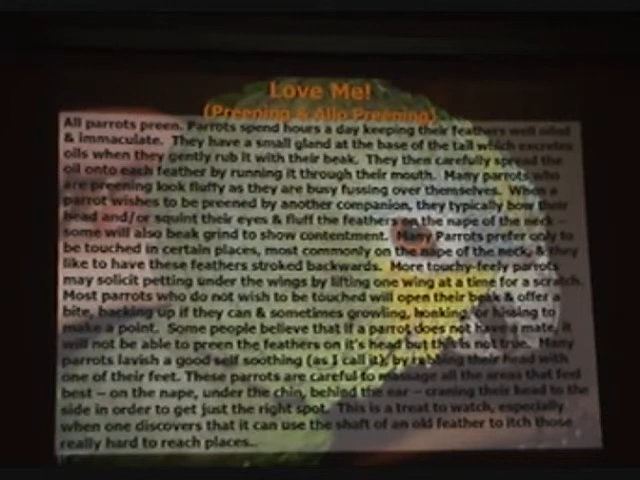 Love Me!
(Preening & Allo Preening)
All parrots preen. Parrots spend hours a day keeping their feathers well oiled
& immaculate. They have a small gland at the base of the tail which excretes
oils when they gently rub it with their beak. They then carefully spread the
oil onto each feather by running it through their mouth. Many parrots who
are preening look fluffy as they are busy fussing over themselves. When a
parrot wishes to be preened by another companion, they typically bow their
head and/or squint their eyes & fluff the feathers on the nape of the neck –
some will also beak grind to show contentment. Many Parrots prefer only to
be touched in certain places, most commonly on the nape of the neck, & they
like to have these feathers stroked backwards. More touchy-feely parrots
may solicit petting under the wings by lifting one wing at a time for a scratch.
Most parrots who do not wish to be touched will open their beak & offer a
bite, backing up if they can & sometimes growling, honking, or hissing to
make a point. Some people believe that if a parrot does not have a mate, it
will not be able to preen the feathers on it's head but this is not true. Many
parrots lavish a good self soothing (as I call it) by rubbing their head with
one of their feet. These parrots are careful to massage all the areas that feel
best – on the nape, under the chin, behind the ear – craning their head to the
side in order to get just the right spot. This is a treat to watch, especially
when one discovers that it can use the shaft of an old feather to itch those
really hard to reach places..